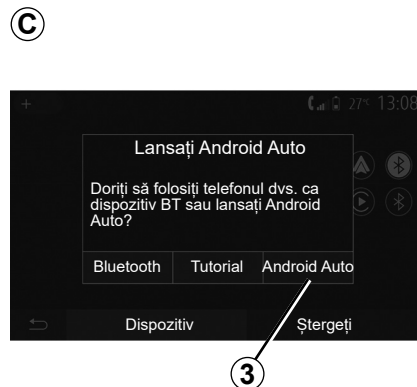 C
+ 27°C 13:08
Lansați Android Auto
Doriți să folosiți telefonul dvs. ca
dispozitiv BT sau lansați Android
Auto?
Bluetooth Tutorial Android Auto
Dispozitiv Ștergeți
3